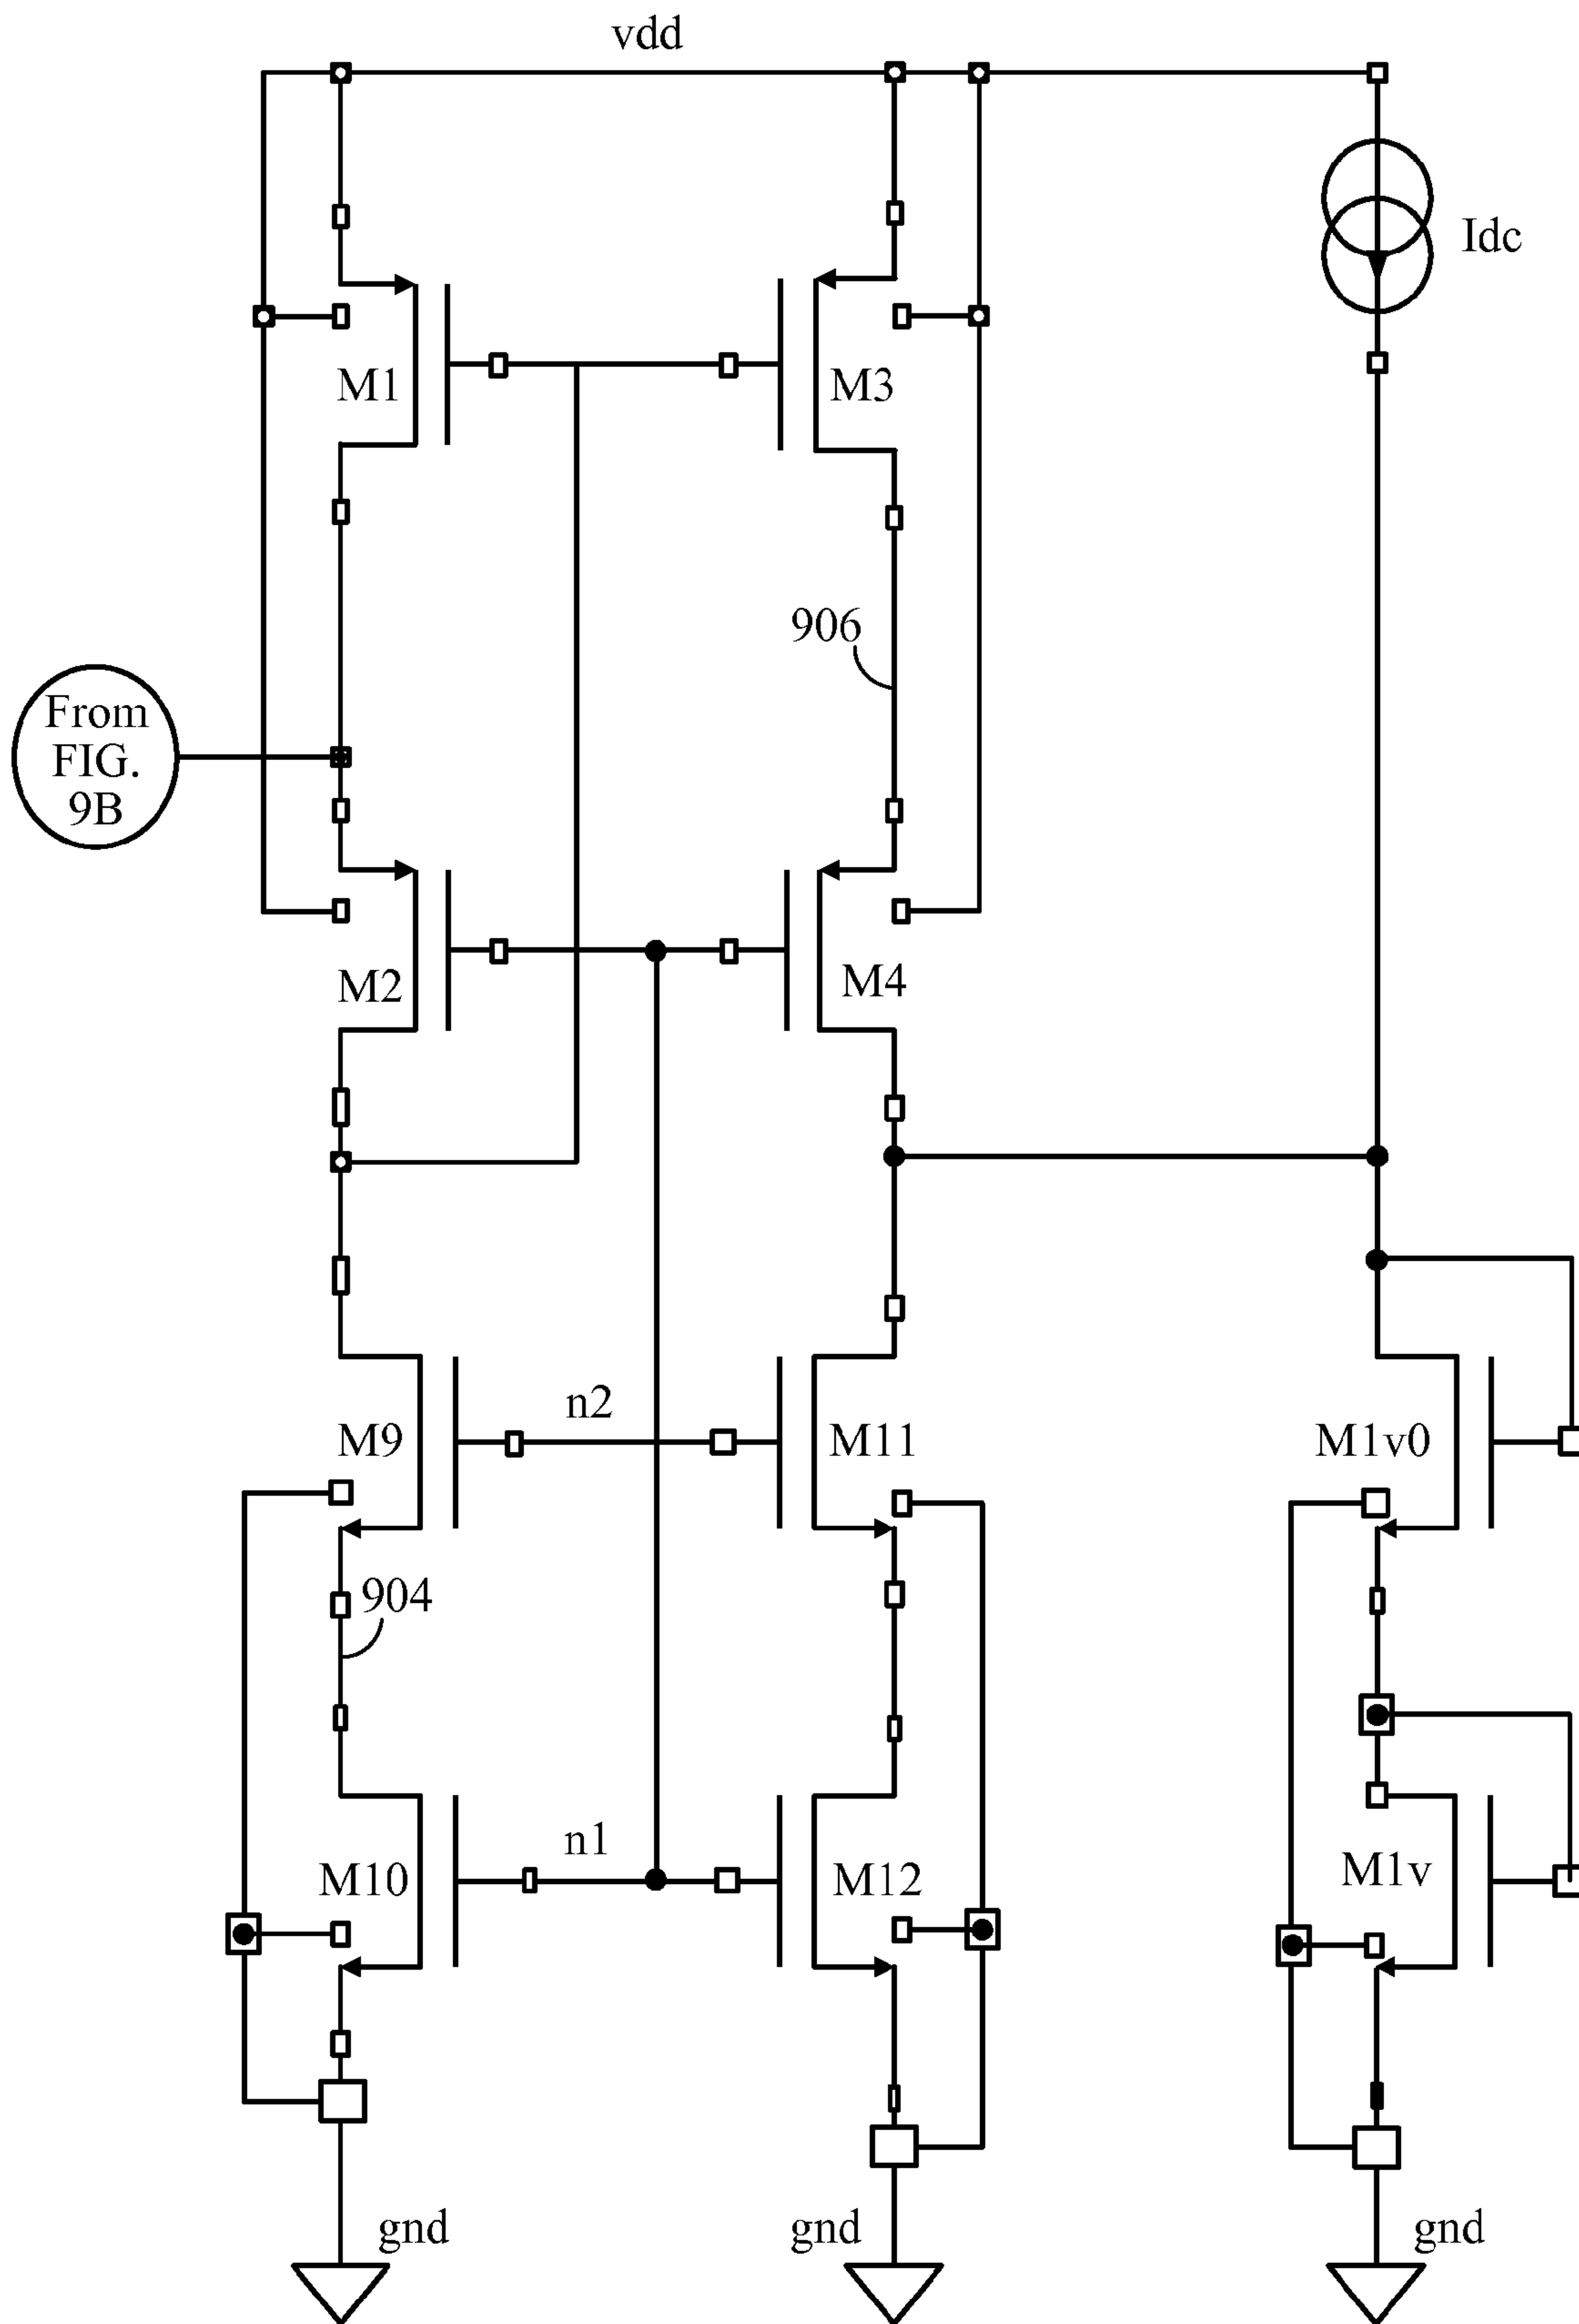 vdd
Idc
M1
M3
906
From
FIG.
9B
M2
M4
n2
M9
M11
M1v0
904
n1
M10
M12
M1v
gnd
gnd
gnd